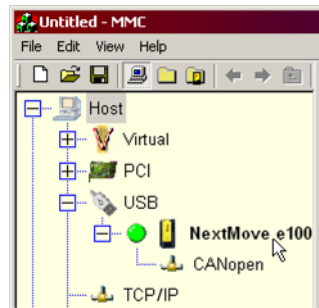 Untitled - MMC
File Edit View Help
Host
Virtual
PCI
USB
NextMove e100
CANopen
TCP/IP